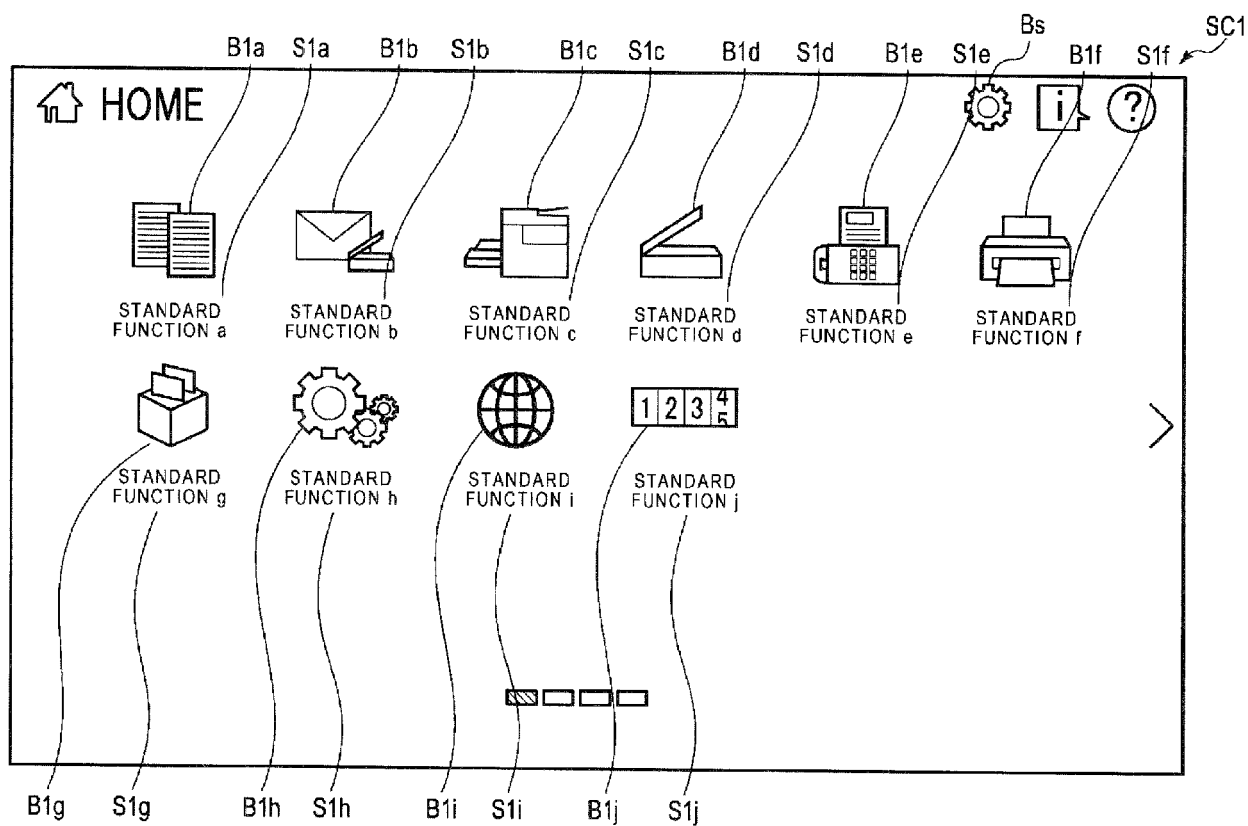 Bs
SC1
B1a S1a B1b S1b B1c S1c B1d S1d B1e S1e B1f S1f
HOME
i ?
STANDARD FUNCTION a
STANDARD FUNCTION b
STANDARD FUNCTION c
STANDARD FUNCTION d
STANDARD FUNCTION e
STANDARD FUNCTION f
1 2 3 4 5
STANDARD FUNCTION g
STANDARD FUNCTION h
STANDARD FUNCTION i
STANDARD FUNCTION j
B1g S1g B1h S1h B1i S1i B1j S1j